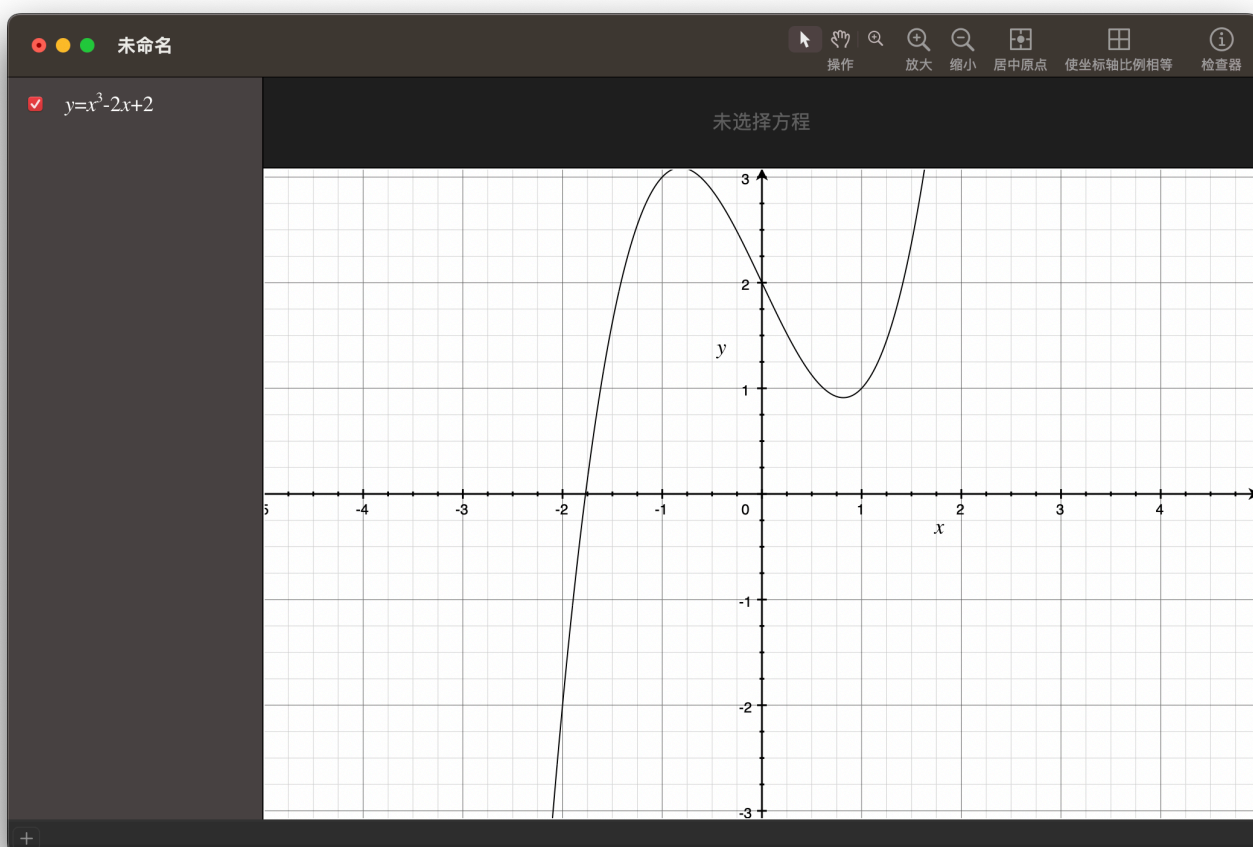 未命名
操作
放大
缩小
居中原点
使坐标轴比例相等
检查器
y=x³-2x+2
未选择方程
3
2
y
1
5 -4 -3 -2 -1 0 1 2 3 4
x
-1
-2
-3